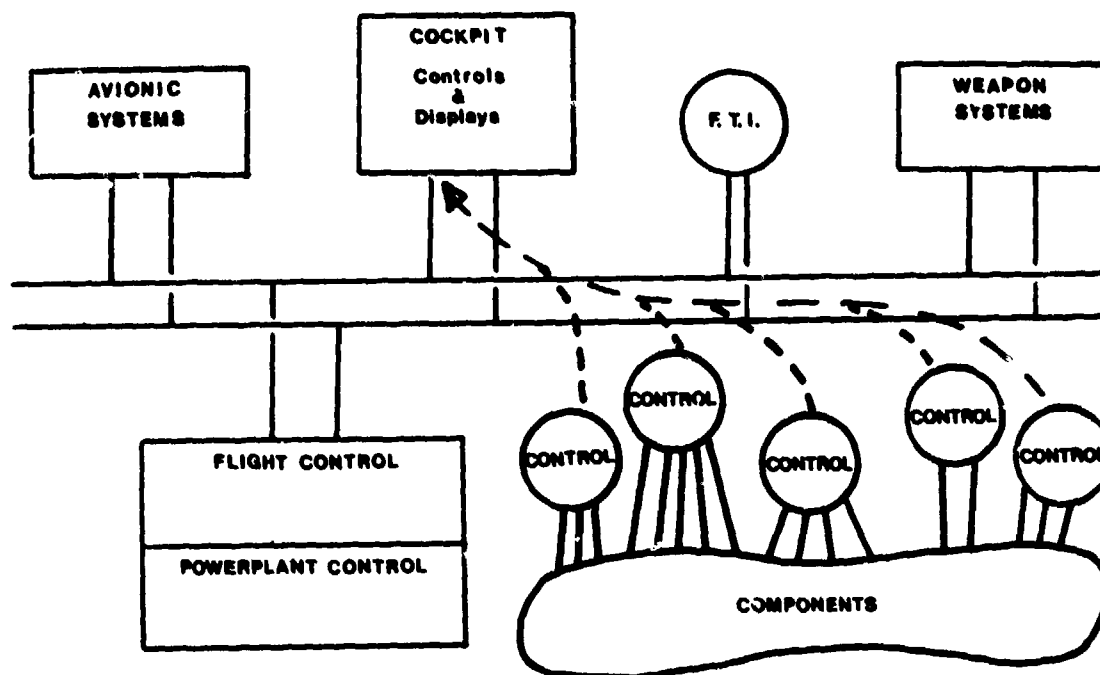 COCKPIT
Controls
&
Displays
AVIONIC
SYSTEMS
F. T. I.
WEAPON
SYSTEMS
CONTROL
CONTROL
CONTROL
CONTROL
CONTROL
FLIGHT CONTROL
POWERPLANT CONTROL
COMPONENTS